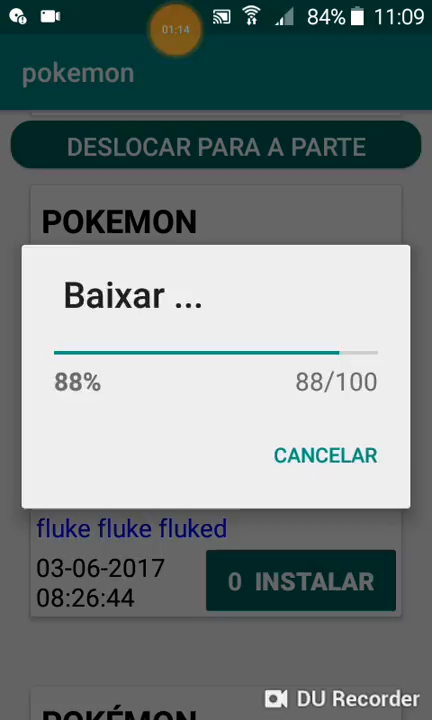 01:14
84% 11:09
pokemon
DESLOCAR PARA A PARTE
POKEMON
Baixar ...
88% 88/100
CANCELAR
fluke fluke fluked
03-06-2017
08:26:44
0 INSTALAR
DU Recorder
POKÉMON